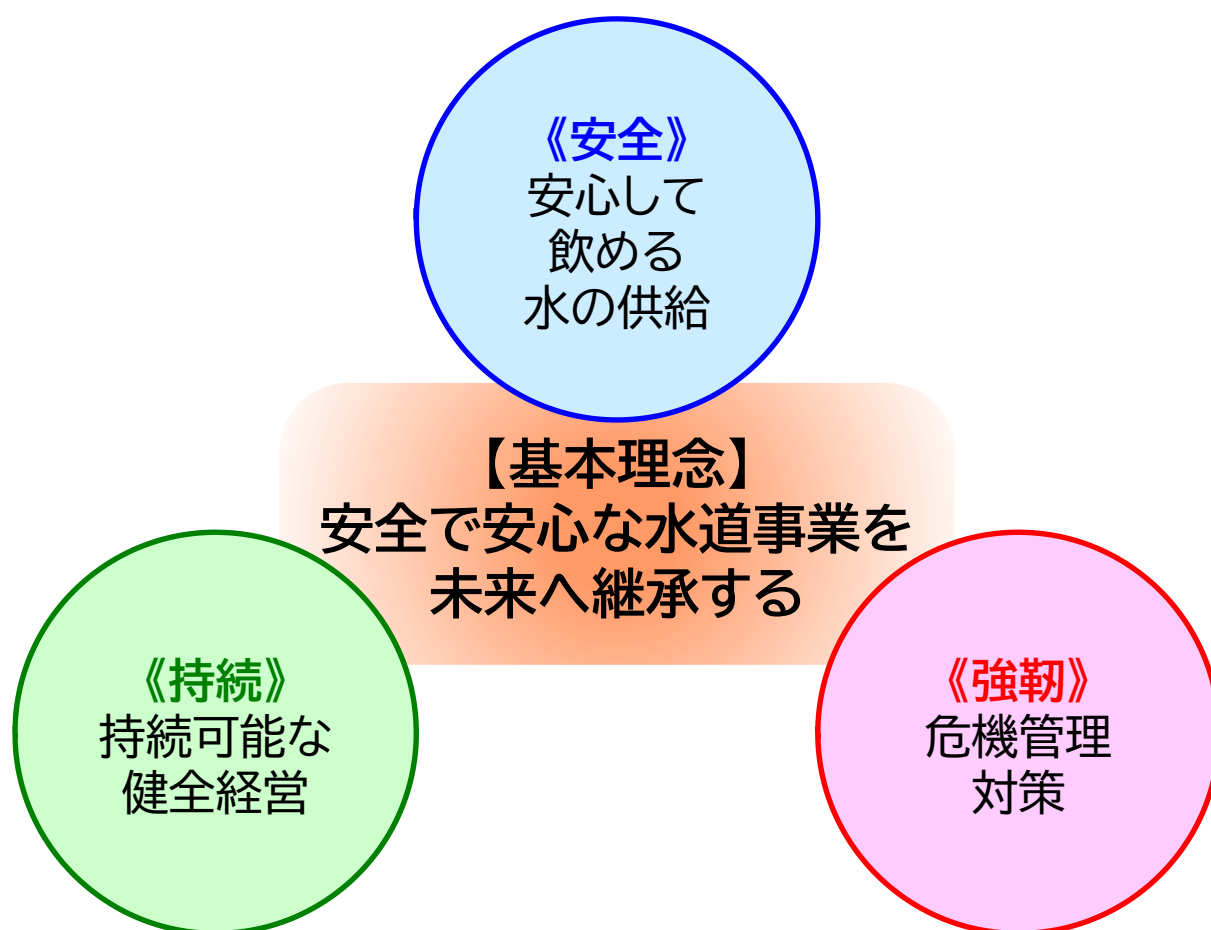 《安全》
安心して
飲める
水の供給
【基本理念】
安全で安心な水道事業を
未来へ継承する
《持続》
持続可能な
健全経営
《強靭》
危機管理
対策